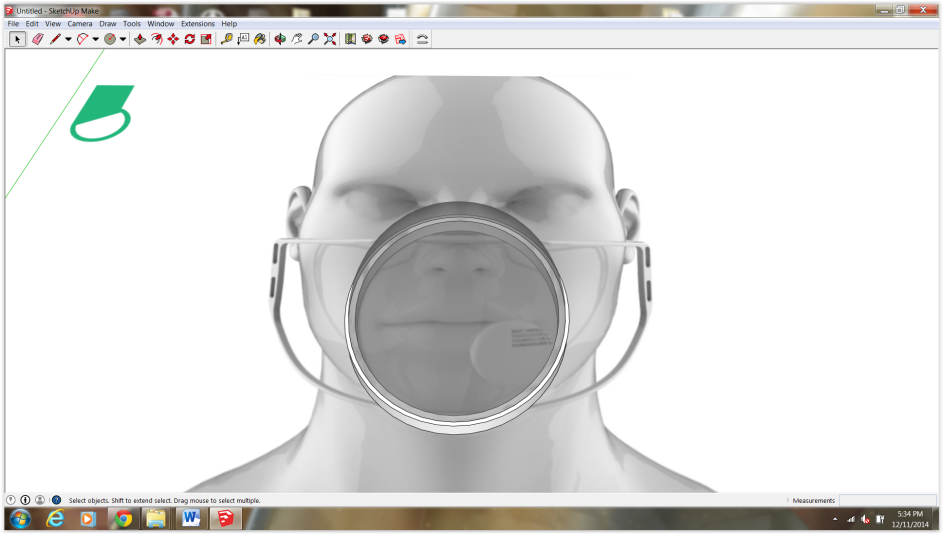 Untitled - SketchUp Make
File Edit View Camera Draw Tools Window Extensions Help
Select objects. Shift to extend select. Drag mouse to select multiple.
Measurements
5:34 PM
12/11/2014